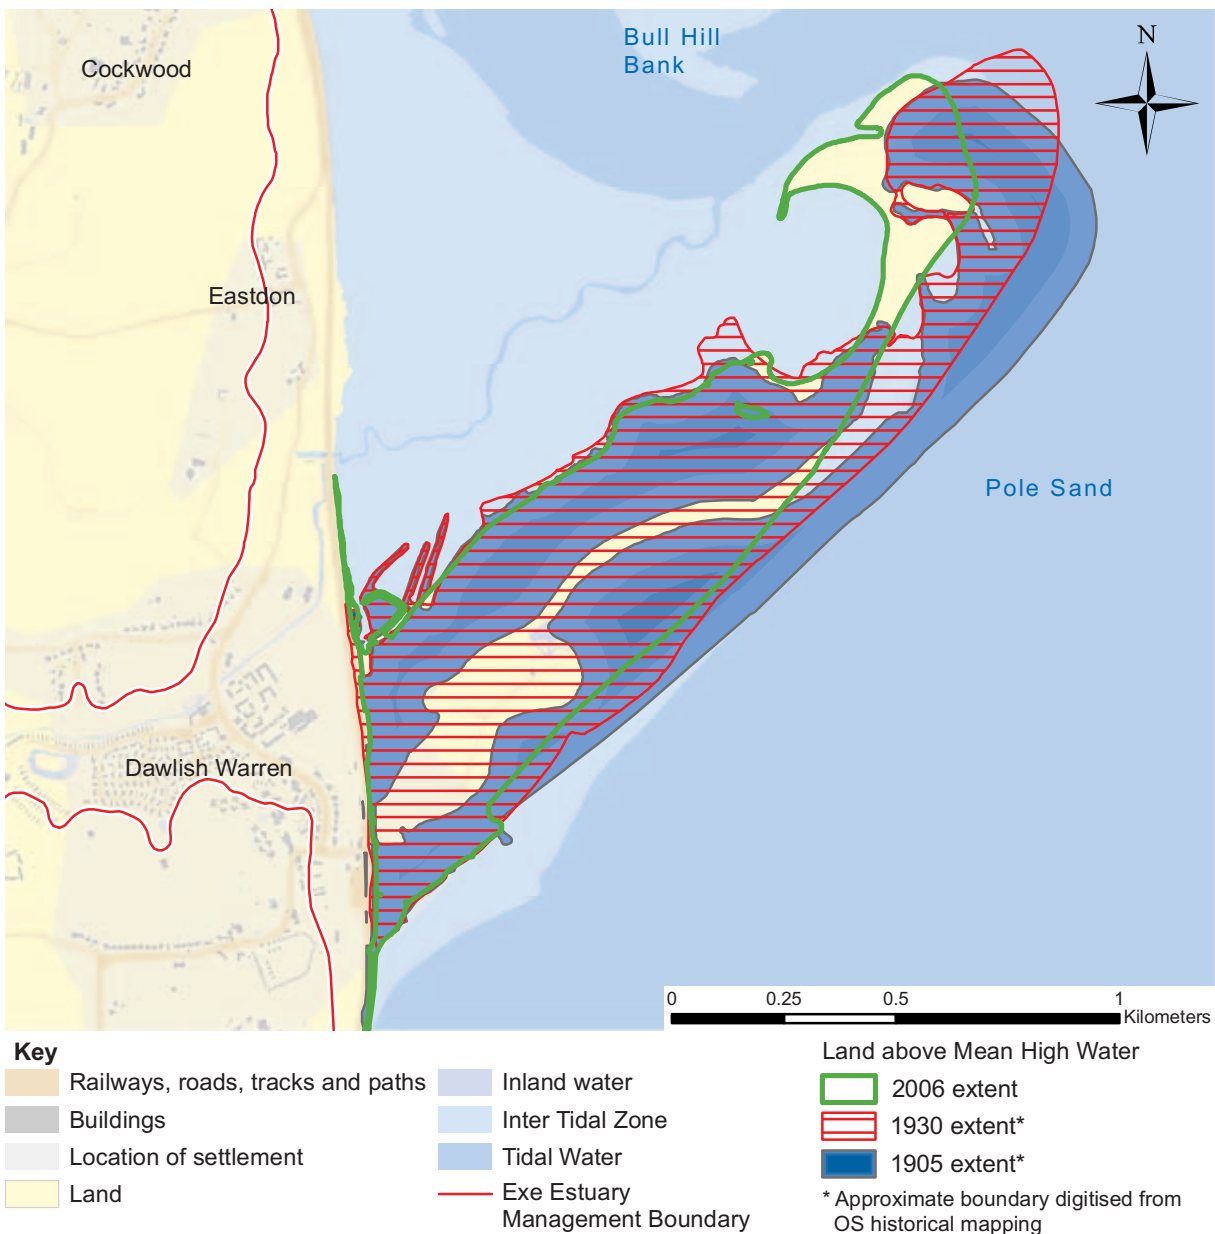 Bull Hill
Bank
N
Cockwood
Eastdon
Pole Sand
Dawlish Warren
0 0.25 0.5 1
Kilometers
Key
Railways, roads, tracks and paths
Buildings
Location of settlement
Land
Inland water
Inter Tidal Zone
Tidal Water
Exe Estuary
Management Boundary
Land above Mean High Water
2006 extent
1930 extent*
1905 extent*
* Approximate boundary digitised from
OS historical mapping